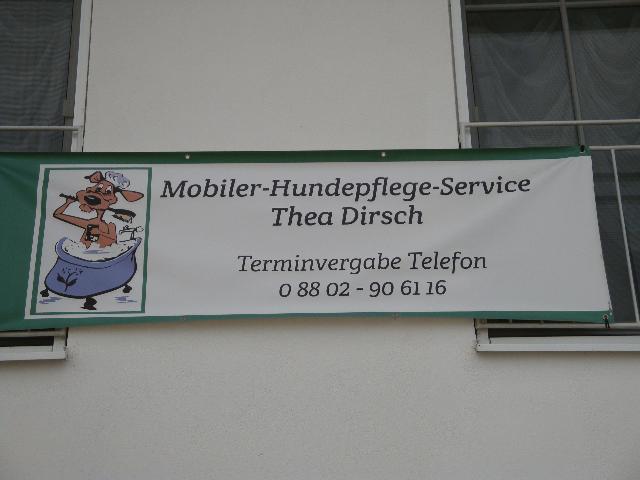 Mobiler-Hundepflege-Service
Thea Dirsch
Terminvergabe Telefon
0 88 02 - 90 61 16